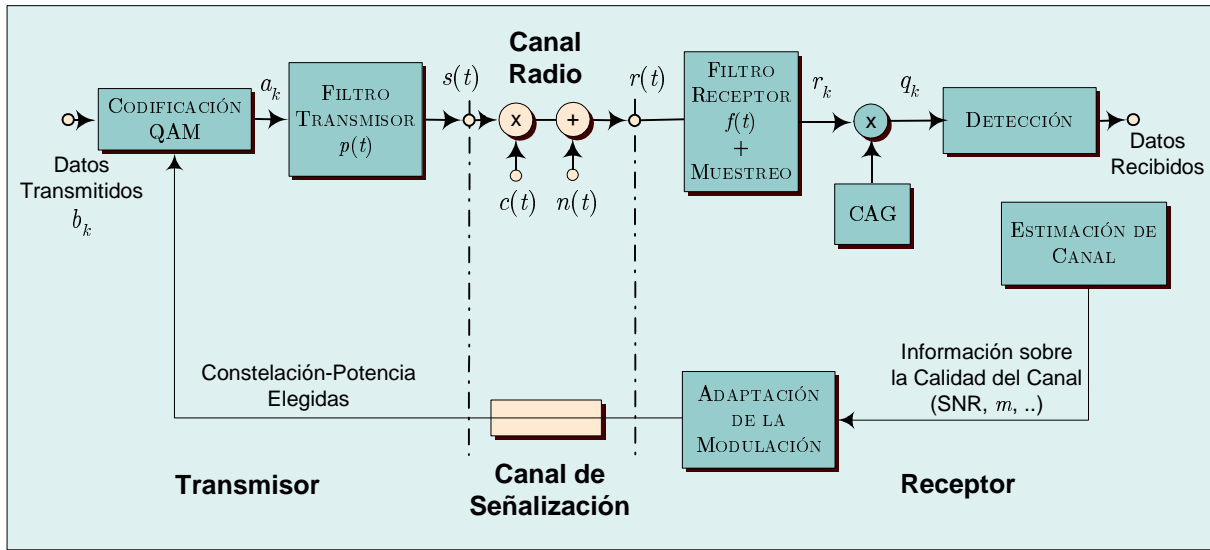 Canal
Radio
CODIFICACIÓN
QAM
a_k
FILTRO
TRANSMISOR
p(t)
s(t)
x
+
c(t)
n(t)
r(t)
FILTRO
RECEPTOR
f(t)
+
MUESTREO
r_k
x
CAG
q_k
DETECCIÓN
Datos
Transmitidos
b_k
Datos
Recibidos
ESTIMACIÓN DE
CANAL
Información sobre
la Calidad del Canal
(SNR, m, ..)
ADAPTACIÓN
DE LA
MODULACIÓN
Constelación-Potencia
Elegidas
Transmisor
Canal de
Señalización
Receptor